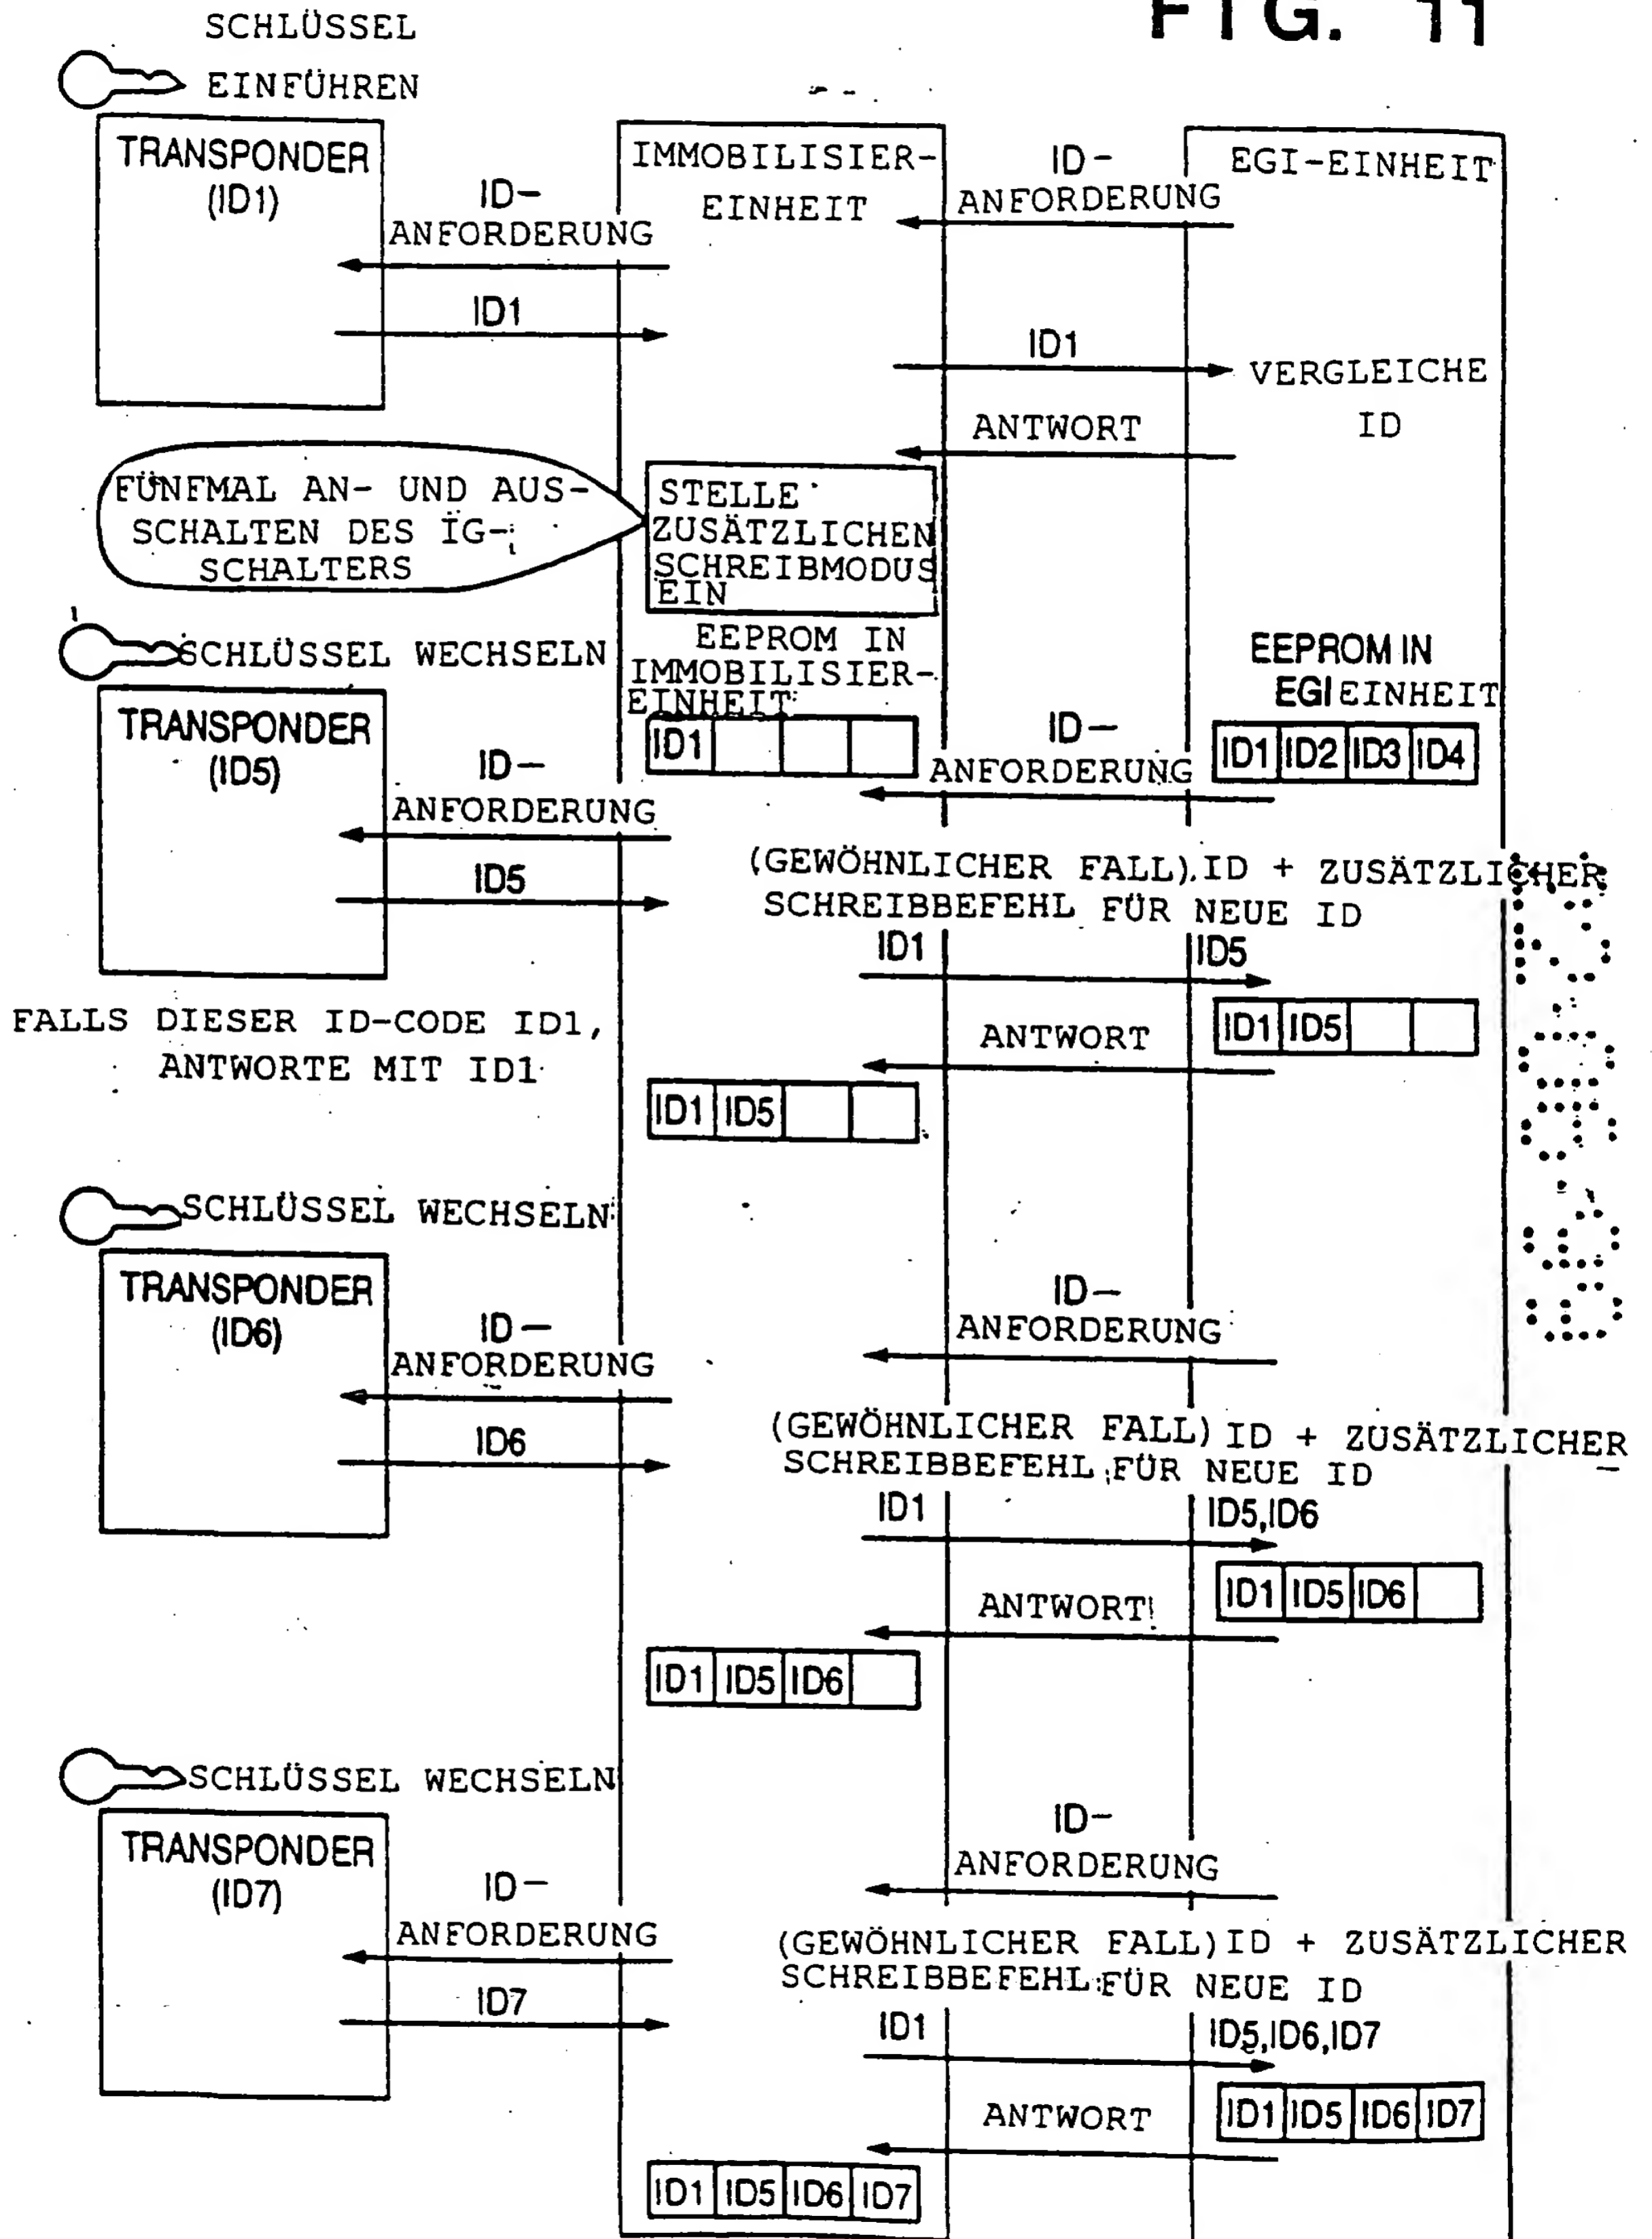 FIG. 11
SCHLÜSSEL
EINFÜHREN
TRANSPONDER
(ID1)
ID-
ANFORDERUNG
ID1
IMMOBILISIER-
EINHEIT
ID-
ANFORDERUNG
EGI-EINHEIT
ID1
VERGLEICHE
ID
ANTWORT
FÜNFMAL AN- UND AUS-
SCHALTEN DES IG-
SCHALTERS
STELLE
ZUSÄTZLICHEN
SCHREIBMODUS
EIN
SCHLÜSSEL WECHSELN
EEPROM IN
IMMOBILISIER-
EINHEIT
EEPROM IN
EGI EINHEIT
TRANSPONDER
(ID5)
ID-
ANFORDERUNG
ID5
ID1
ID-
ANFORDERUNG
ID1 ID2 ID3 ID4
(GEWÖHNLICHER FALL) ID + ZUSÄTZLICHER
SCHREIBBEFEHL FÜR NEUE ID
ID1 ID5
FALLS DIESER ID-CODE ID1,
ANTWORTE MIT ID1
ANTWORT
ID1 ID5
ID1 ID5
SCHLÜSSEL WECHSELN
TRANSPONDER
(ID6)
ID-
ANFORDERUNG
ID6
ID-
ANFORDERUNG
(GEWÖHNLICHER FALL) ID + ZUSÄTZLICHER
SCHREIBBEFEHL FÜR NEUE ID
ID1 ID5,ID6
ID1 ID5 ID6
ANTWORT
ID1 ID5 ID6
SCHLÜSSEL WECHSELN
TRANSPONDER
(ID7)
ID-
ANFORDERUNG
ID7
ID-
ANFORDERUNG
(GEWÖHNLICHER FALL) ID + ZUSÄTZLICHER
SCHREIBBEFEHL FÜR NEUE ID
ID1 ID5,ID6,ID7
ANTWORT
ID1 ID5 ID6 ID7
ID1 ID5 ID6 ID7